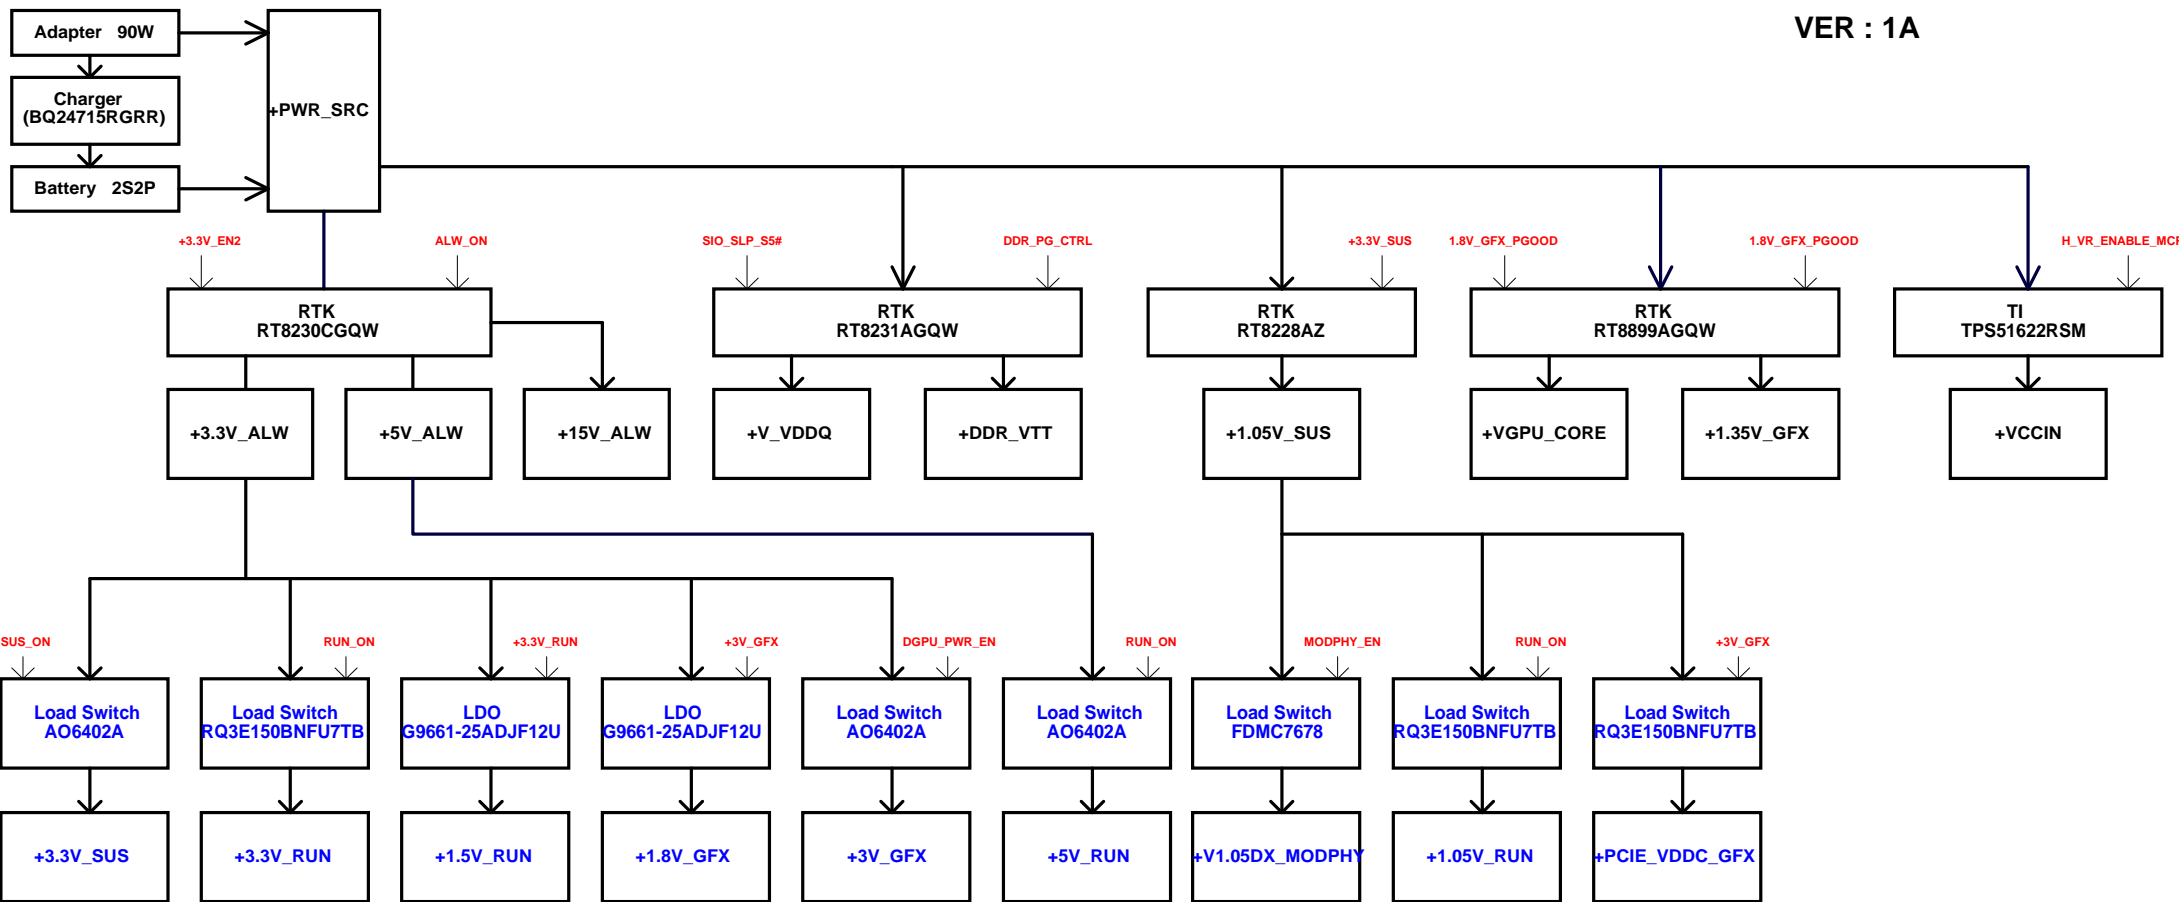 VER : 1A
Adapter 90W
Charger
(BQ24715RGRR)
Battery 2S2P
+PWR_SRC
+3.3V_EN2
ALW_ON
SIO_SLP_S5#
DDR_PG_CTRL
+3.3V_SUS
1.8V_GFX_PGOOD
1.8V_GFX_PGOOD
H_VR_ENABLE_MCP
RTK
RT8230CGQW
RTK
RT8231AGQW
RTK
RT8228AZ
RTK
RT8899AGQW
TI
TPS51622RSM
+3.3V_ALW
+5V_ALW
+15V_ALW
+V_VDDQ
+DDR_VTT
+1.05V_SUS
+VGPU_CORE
+1.35V_GFX
+VCCIN
SUS_ON
RUN_ON
+3.3V_RUN
+3V_GFX
DGPU_PWR_EN
RUN_ON
MODPHY_EN
RUN_ON
+3V_GFX
Load Switch
AO6402A
Load Switch
RQ3E150BNFU7TB
LDO
G9661-25ADJF12U
LDO
G9661-25ADJF12U
Load Switch
AO6402A
Load Switch
AO6402A
Load Switch
FDMC7678
Load Switch
RQ3E150BNFU7TB
Load Switch
RQ3E150BNFU7TB
+3.3V_SUS
+3.3V_RUN
+1.5V_RUN
+1.8V_GFX
+3V_GFX
+5V_RUN
+V1.05DX_MODPHY
+1.05V_RUN
+PCIE_VDDC_GFX